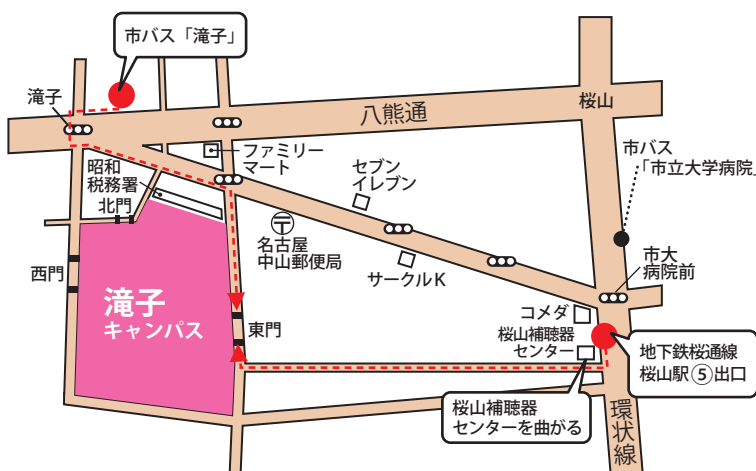 市バス「滝子」
滝子
八熊通
桜山
市バス
「市立大学病院」
ファミリー
マート
セブン
イレブン
昭和
税務署
北門
〒
名古屋
中山郵便局
サークルK
市大
病院前
西門
滝子
キャンパス
東門
コメダ
桜山補聴器
センター
地下鉄桜通線
桜山駅⑤出口
桜山補聴器
センターを曲がる
環状線